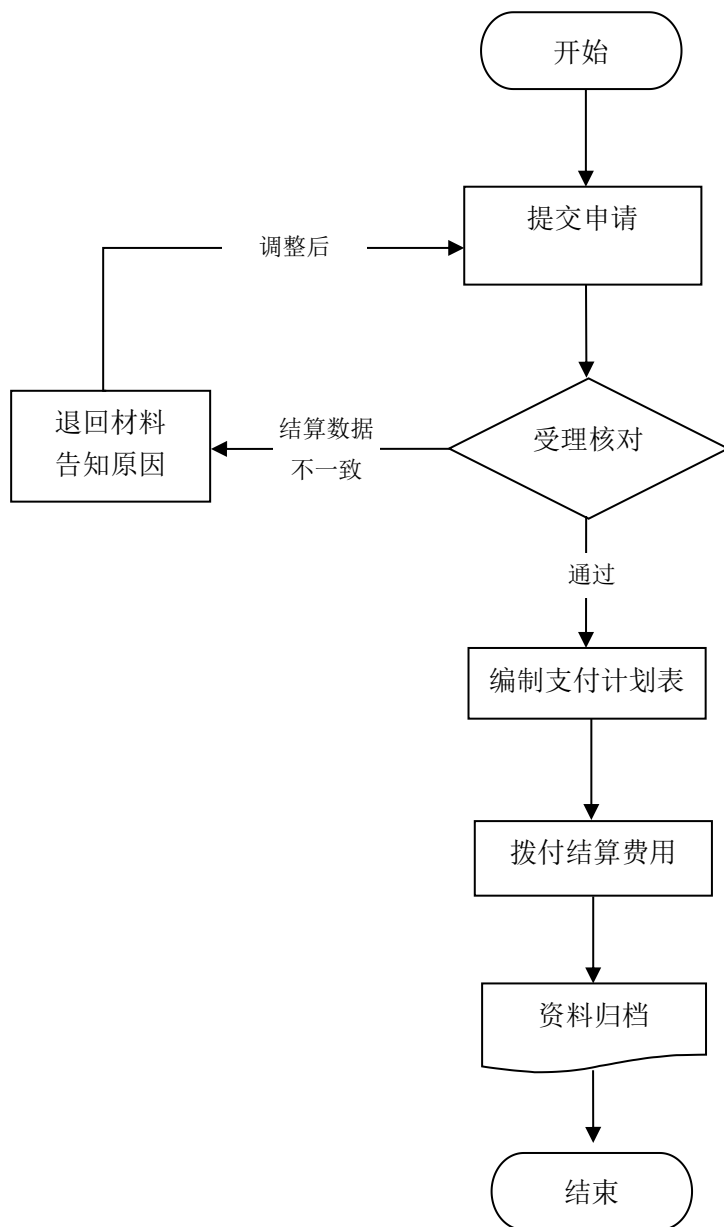 开始
提交申请
调整后
退回材料
告知原因
结算数据
不一致
受理核对
通过
编制支付计划表
拨付结算费用
资料归档
结束